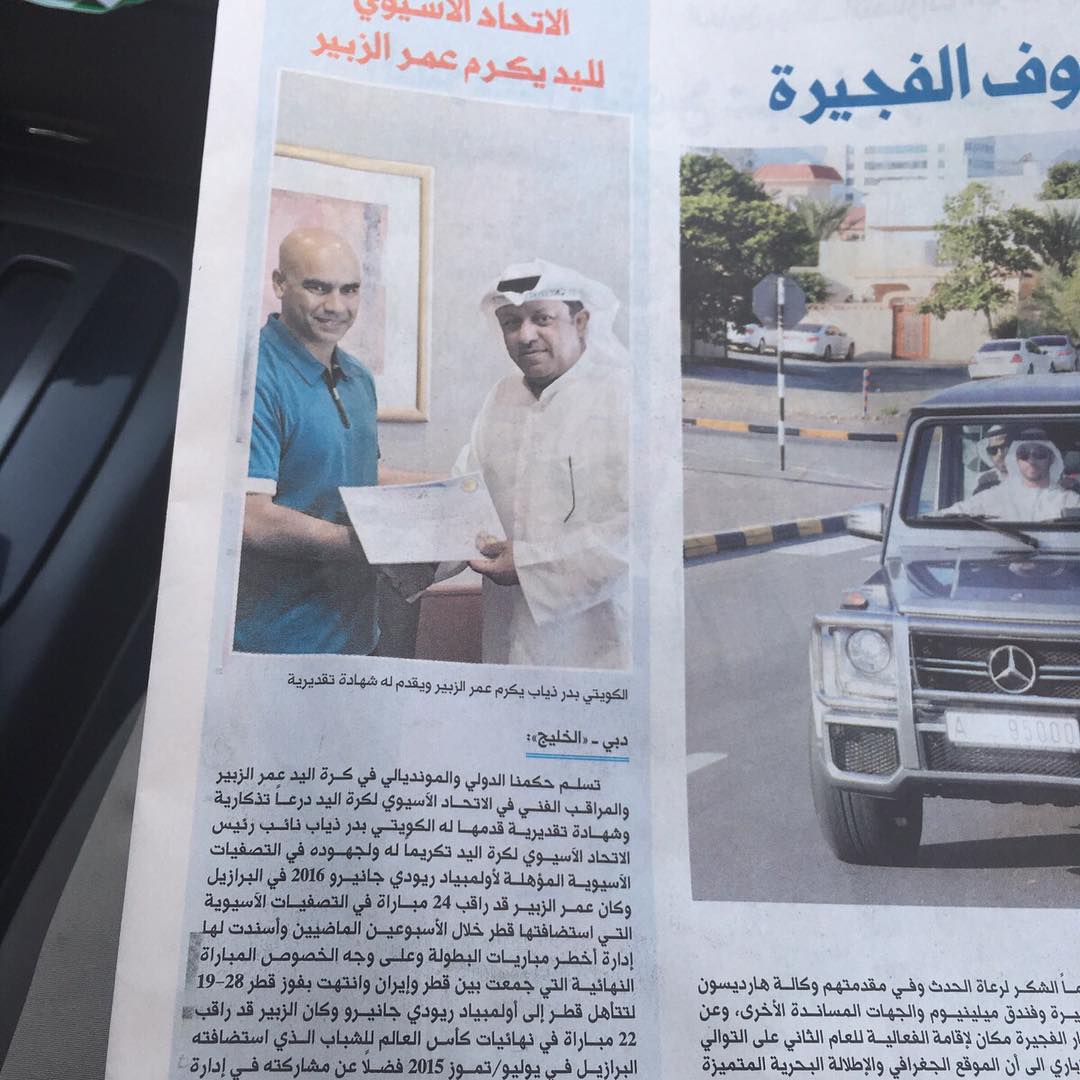 الاتحاد الآسيوي
لليد يكرم عمر الزبير
الكويتي بدر ذياب يكرم عمر الزبير ويقدم له شهادة تقديرية
دبي ـ «الخليج»:
تسلم حكمنا الدولي والمونديالي في كرة اليد عمر الزبير
والمراقب الفني في الاتحاد الآسيوي لكرة اليد درعاً تذكارية
وشهادة تقديرية قدمها له الكويتي بدر ذياب نائب رئيس
الاتحاد الآسيوي لكرة اليد تكريماً له ولجهوده في التصفيات
الآسيوية المؤهلة لأولمبياد ريودي جانيرو 2016 في البرازيل
وكان عمر الزبير قد راقب 24 مباراة في التصفيات الآسيوية
التي استضافتها قطر خلال الأسبوعين الماضيين وأسندت لها
إدارة أخطر مباريات البطولة وعلى وجه الخصوص المباراة
النهائية التي جمعت بين قطر وإيران وانتهت بفوز قطر 28-19
لتتأهل قطر إلى أولمبياد ريودي جانيرو وكان الزبير قد راقب
22 مباراة في نهائيات كأس العالم للشباب الذي استضافته
البرازيل في يوليو/تموز 2015 فضلاً عن مشاركته في إدارة
وف الفجيرة
A 95000
ماً الشكر لرعاة الحدث وفي مقدمتهم وكالة هارديسون
يرة وفندق ميلينيوم والجهات المساندة الأخرى، وعن
ار الفجيرة مكان لإقامة الفعالية للعام الثاني على التوالي
باري الى أن الموقع الجغرافي والإطلالة البحرية المتميزة